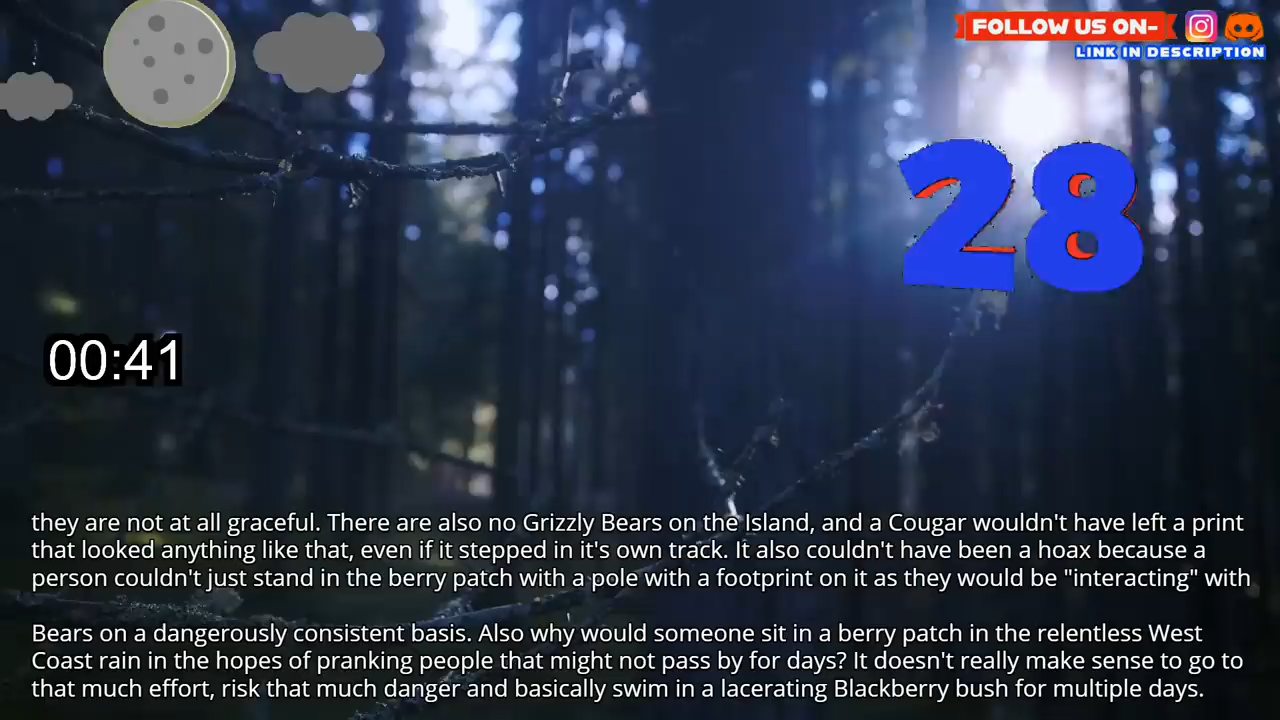 FOLLOW US ON-
LINK IN DESCRIPTION
28
00:41
they are not at all graceful. There are also no Grizzly Bears on the Island, and a Cougar wouldn't have left a print
that looked anything like that, even if it stepped in it's own track. It also couldn't have been a hoax because a
person couldn't just stand in the berry patch with a pole with a footprint on it as they would be "interacting" with
Bears on a dangerously consistent basis. Also why would someone sit in a berry patch in the relentless West
Coast rain in the hopes of pranking people that might not pass by for days? It doesn't really make sense to go to
that much effort, risk that much danger and basically swim in a lacerating Blackberry bush for multiple days.